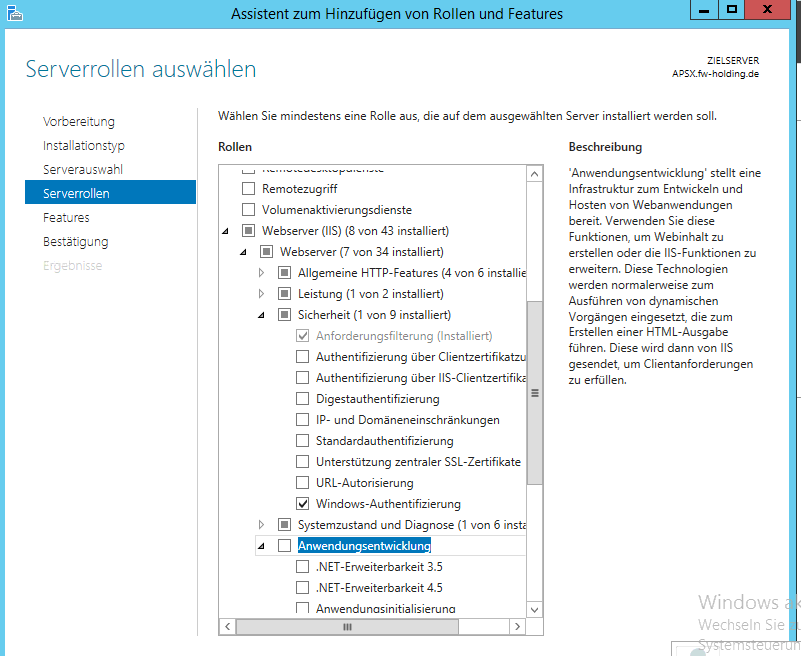 Assistent zum Hinzufügen von Rollen und Features
Serverrollen auswählen
ZIELSERVER
APSX.fw-holding.de
Vorbereitung
Installationstyp
Serverauswahl
Serverrollen
Features
Bestätigung
Ergebnisse
Wählen Sie mindestens eine Rolle aus, die auf dem ausgewählten Server installiert werden soll.
Rollen
Remotedesktopdienste
Remotezugriff
Volumenaktivierungsdienste
Webserver (IIS) (8 von 43 installiert)
Webserver (7 von 34 installiert)
Allgemeine HTTP-Features (4 von 6 installie
Leistung (1 von 2 installiert)
Sicherheit (1 von 9 installiert)
Anforderungsfilterung (Installiert)
Authentifizierung über Clientzertifikatzu
Authentifizierung über IIS-Clientzertifika
Digestauthentifizierung
IP- und Domäneneinschränkungen
Standardauthentifizierung
Unterstützung zentraler SSL-Zertifikate
URL-Autorisierung
Windows-Authentifizierung
Systemzustand und Diagnose (1 von 6 insta
Anwendungsentwicklung
.NET-Erweiterbarkeit 3.5
.NET-Erweiterbarkeit 4.5
Anwendungsinitialisierung
Beschreibung
'Anwendungsentwicklung' stellt eine
Infrastruktur zum Entwickeln und
Hosten von Webanwendungen
bereit. Verwenden Sie diese
Funktionen, um Webinhalt zu
erstellen oder die IIS-Funktionen zu
erweitern. Diese Technologien
werden normalerweise zum
Ausführen von dynamischen
Vorgängen eingesetzt, die zum
Erstellen einer HTML-Ausgabe
führen. Diese wird dann von IIS
gesendet, um Clientanforderungen
zu erfüllen.
Windows ak
Wechseln Sie zu
Systemsteuerun